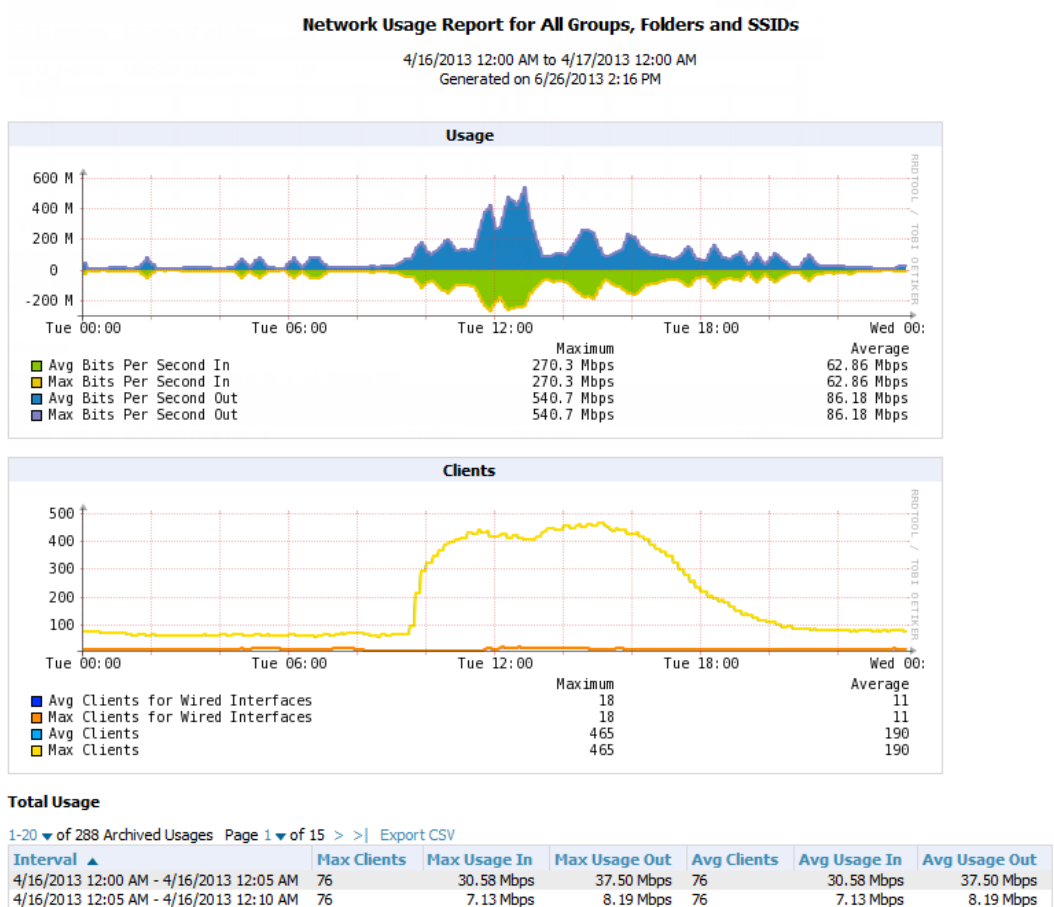 Network Usage Report for All Groups, Folders and SSIDs
4/16/2013 12:00 AM to 4/17/2013 12:00 AM
Generated on 6/26/2013 2:16 PM
Usage
600 M
400 M
200 M
0
-200 M
Tue 00:00 Tue 06:00 Tue 12:00 Tue 18:00 Wed 00:
RRDTOOL / TOBI OETIKER
Maximum Average
Avg Bits Per Second In 270.3 Mbps 62.86 Mbps
Max Bits Per Second In 270.3 Mbps 62.86 Mbps
Avg Bits Per Second Out 540.7 Mbps 86.18 Mbps
Max Bits Per Second Out 540.7 Mbps 86.18 Mbps
Clients
500
400
300
200
100
Tue 00:00 Tue 06:00 Tue 12:00 Tue 18:00 Wed 00:
RRDTOOL / TOBI OETIKER
Maximum Average
Avg Clients for Wired Interfaces 18 11
Max Clients for Wired Interfaces 18 11
Avg Clients 465 190
Max Clients 465 190
Total Usage
1-20 of 288 Archived Usages Page 1 of 15 > >| Export CSV
Interval Max Clients Max Usage In Max Usage Out Avg Clients Avg Usage In Avg Usage Out
4/16/2013 12:00 AM - 4/16/2013 12:05 AM 76 30.58 Mbps 37.50 Mbps 76 30.58 Mbps 37.50 Mbps
4/16/2013 12:05 AM - 4/16/2013 12:10 AM 76 7.13 Mbps 8.19 Mbps 76 7.13 Mbps 8.19 Mbps